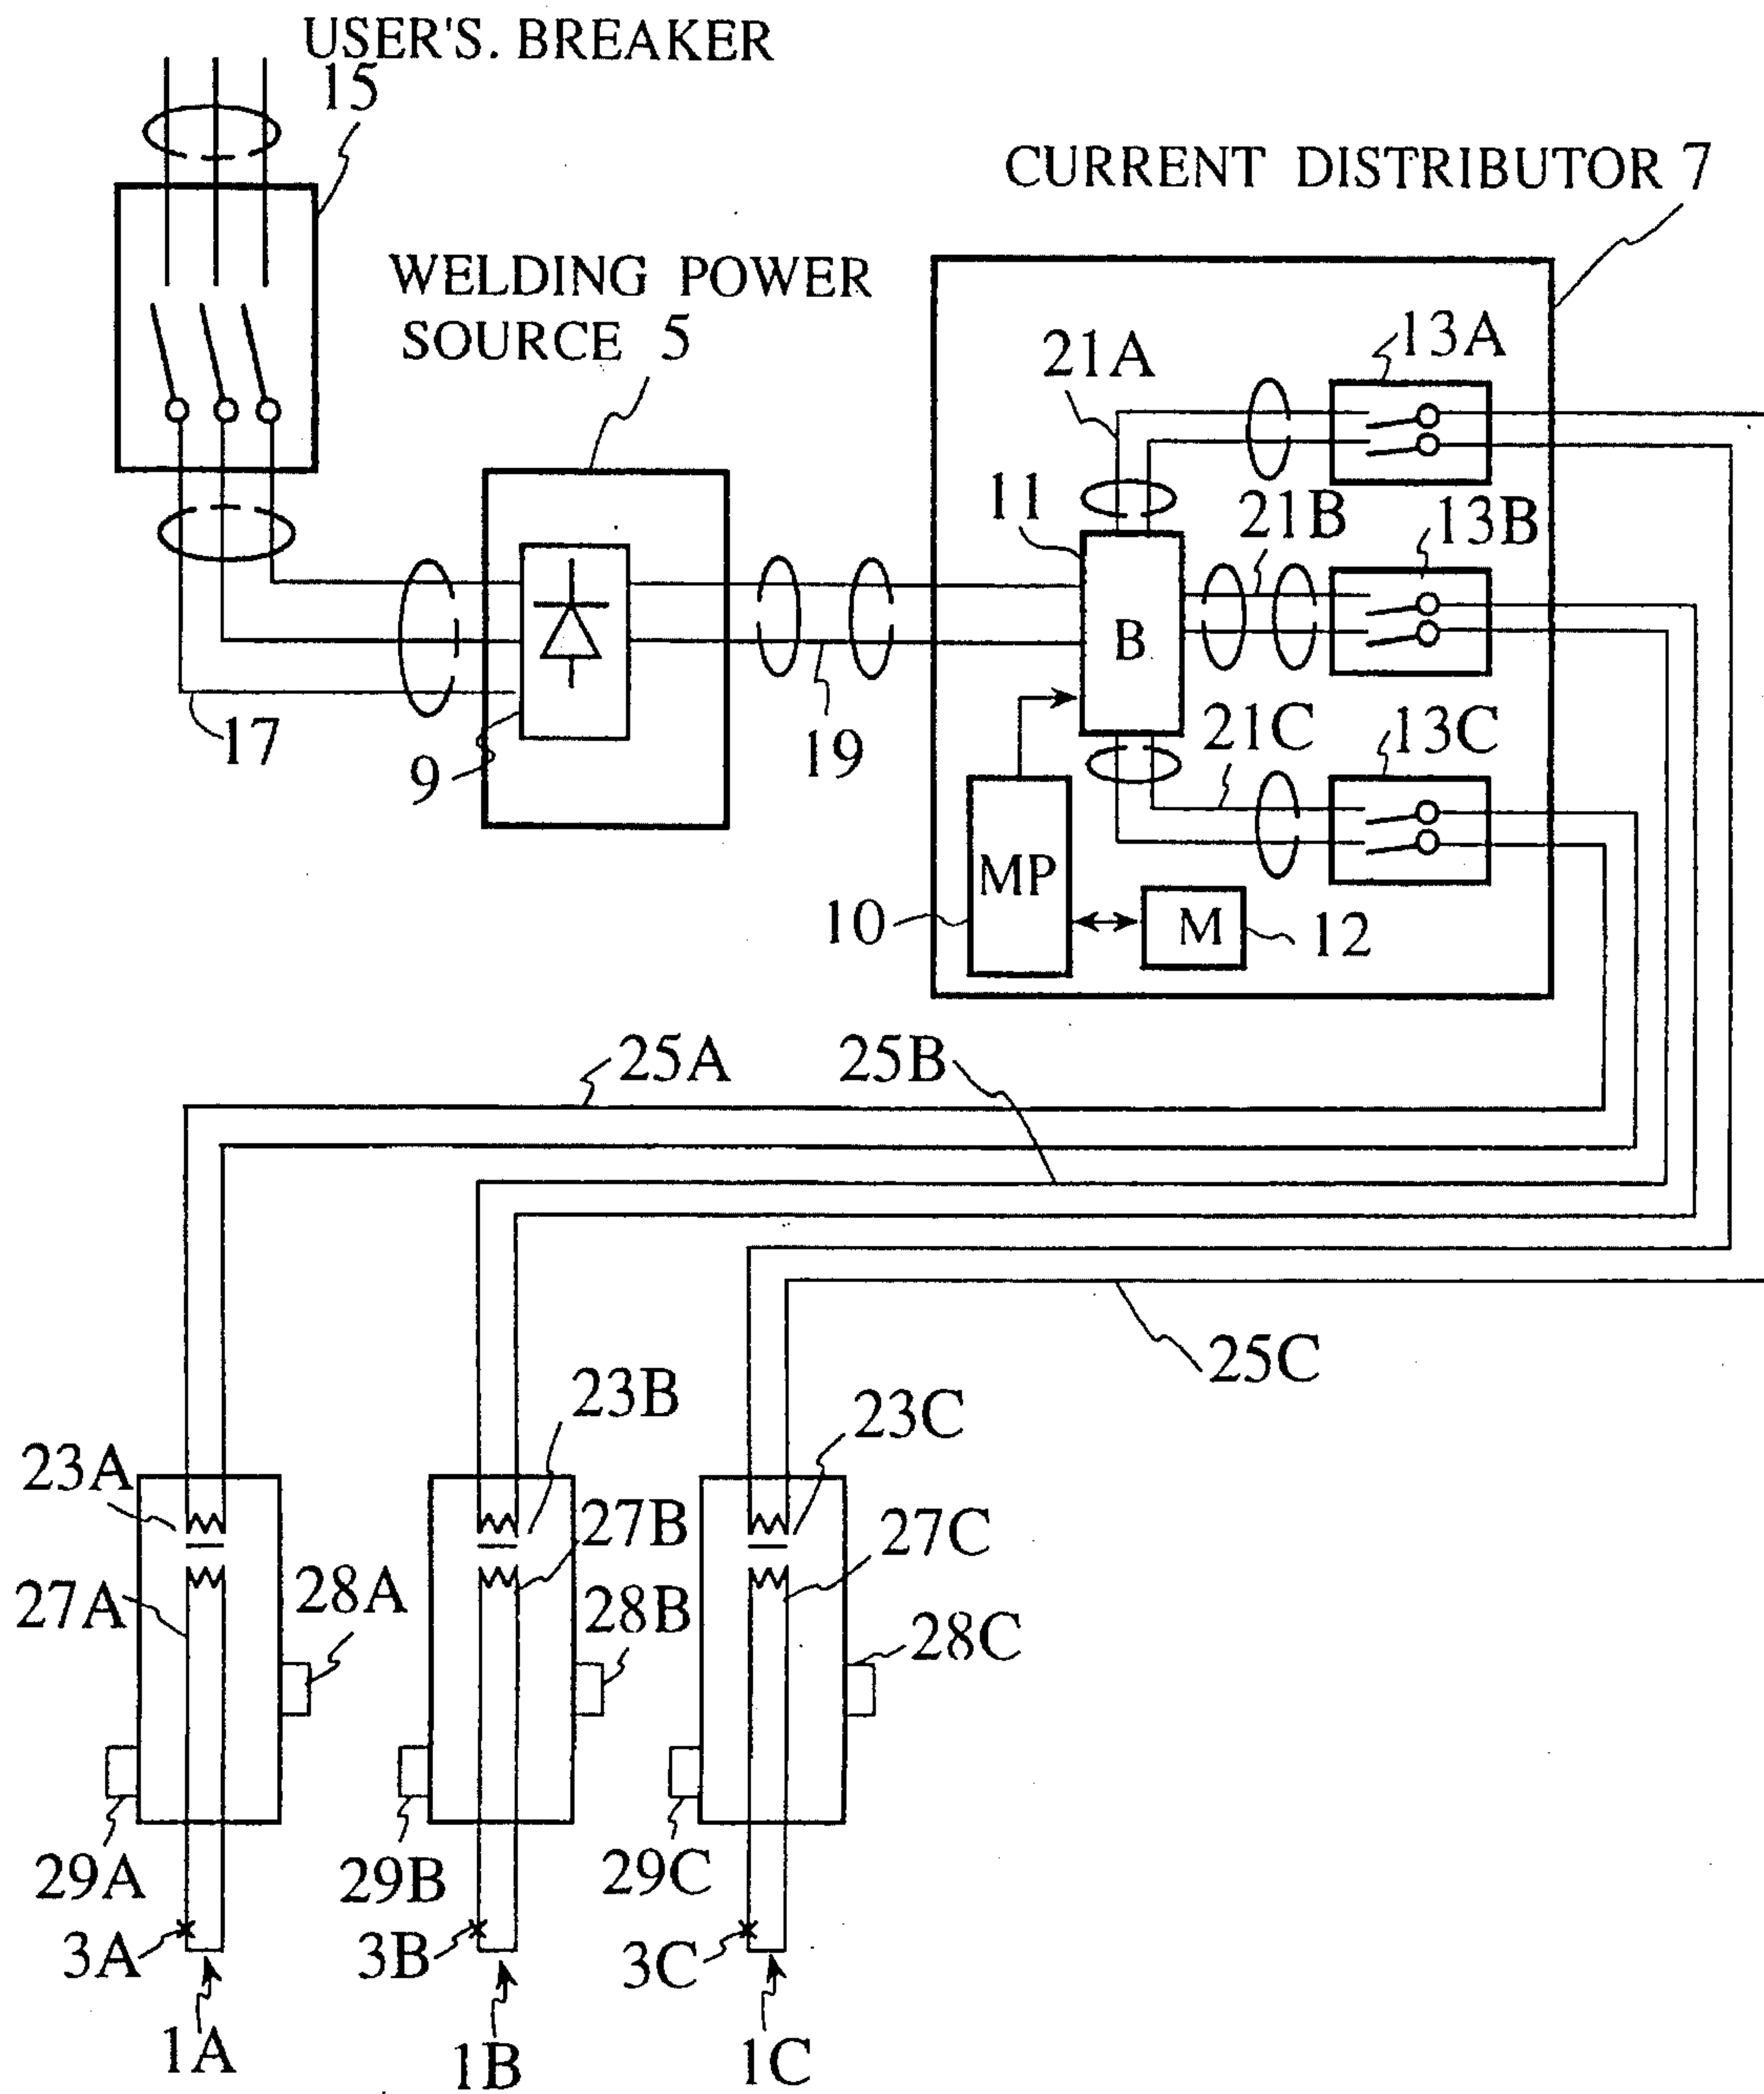 USER'S. BREAKER
15
CURRENT DISTRIBUTOR 7
WELDING POWER
SOURCE 5
13A
21A
11
21B
13B
B
17
9
19
21C
13C
MP
10
M
12
25A
25B
25C
23B
23C
23A
27B
27C
27A
28A
28B
28C
29A
29B
29C
3A
3B
3C
1A
1B
1C